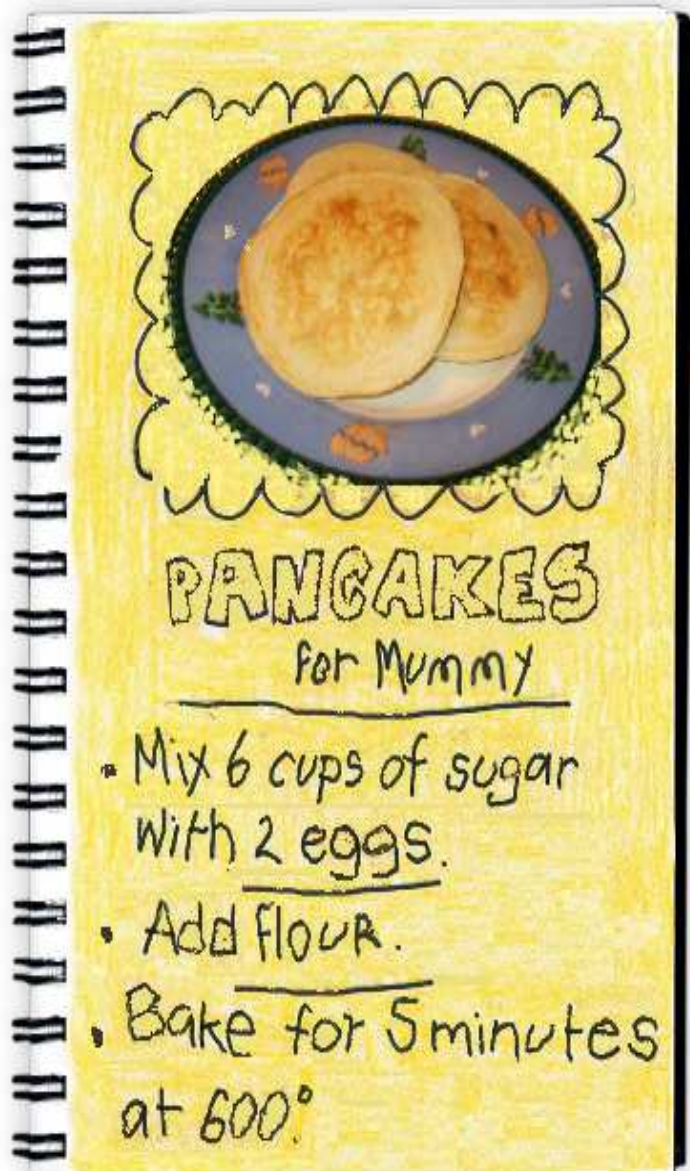 PANCAKES
for Mummy
• Mix 6 cups of sugar
with 2 eggs.
• Add flour.
• Bake for 5 minutes
at 600°.